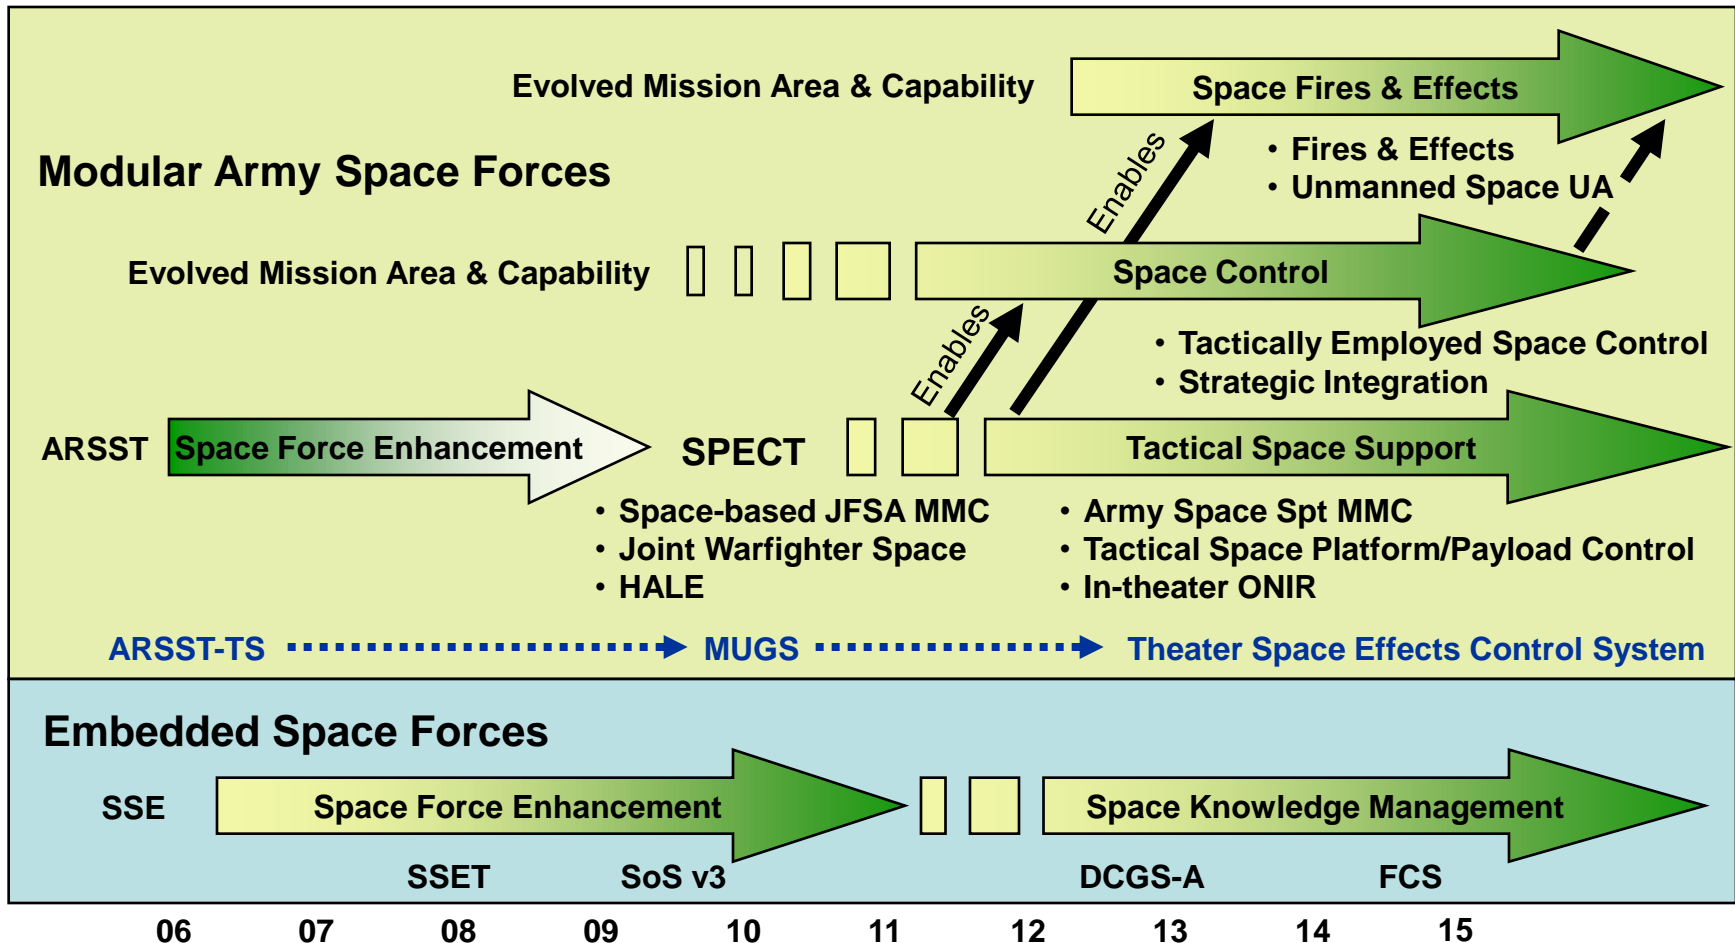 Evolved Mission Area & Capability
Space Fires & Effects
• Fires & Effects
• Unmanned Space UA
Modular Army Space Forces
Enables
Evolved Mission Area & Capability
Space Control
Enables
• Tactically Employed Space Control
• Strategic Integration
ARSST
Space Force Enhancement
SPECT
Tactical Space Support
• Space-based JFSA MMC
• Joint Warfighter Space
• HALE
• Army Space Spt MMC
• Tactical Space Platform/Payload Control
• In-theater ONIR
ARSST-TS
MUGS
Theater Space Effects Control System
Embedded Space Forces
SSE
Space Force Enhancement
Space Knowledge Management
SSET
SoS v3
DCGS-A
FCS
06 07 08 09 10 11 12 13 14 15